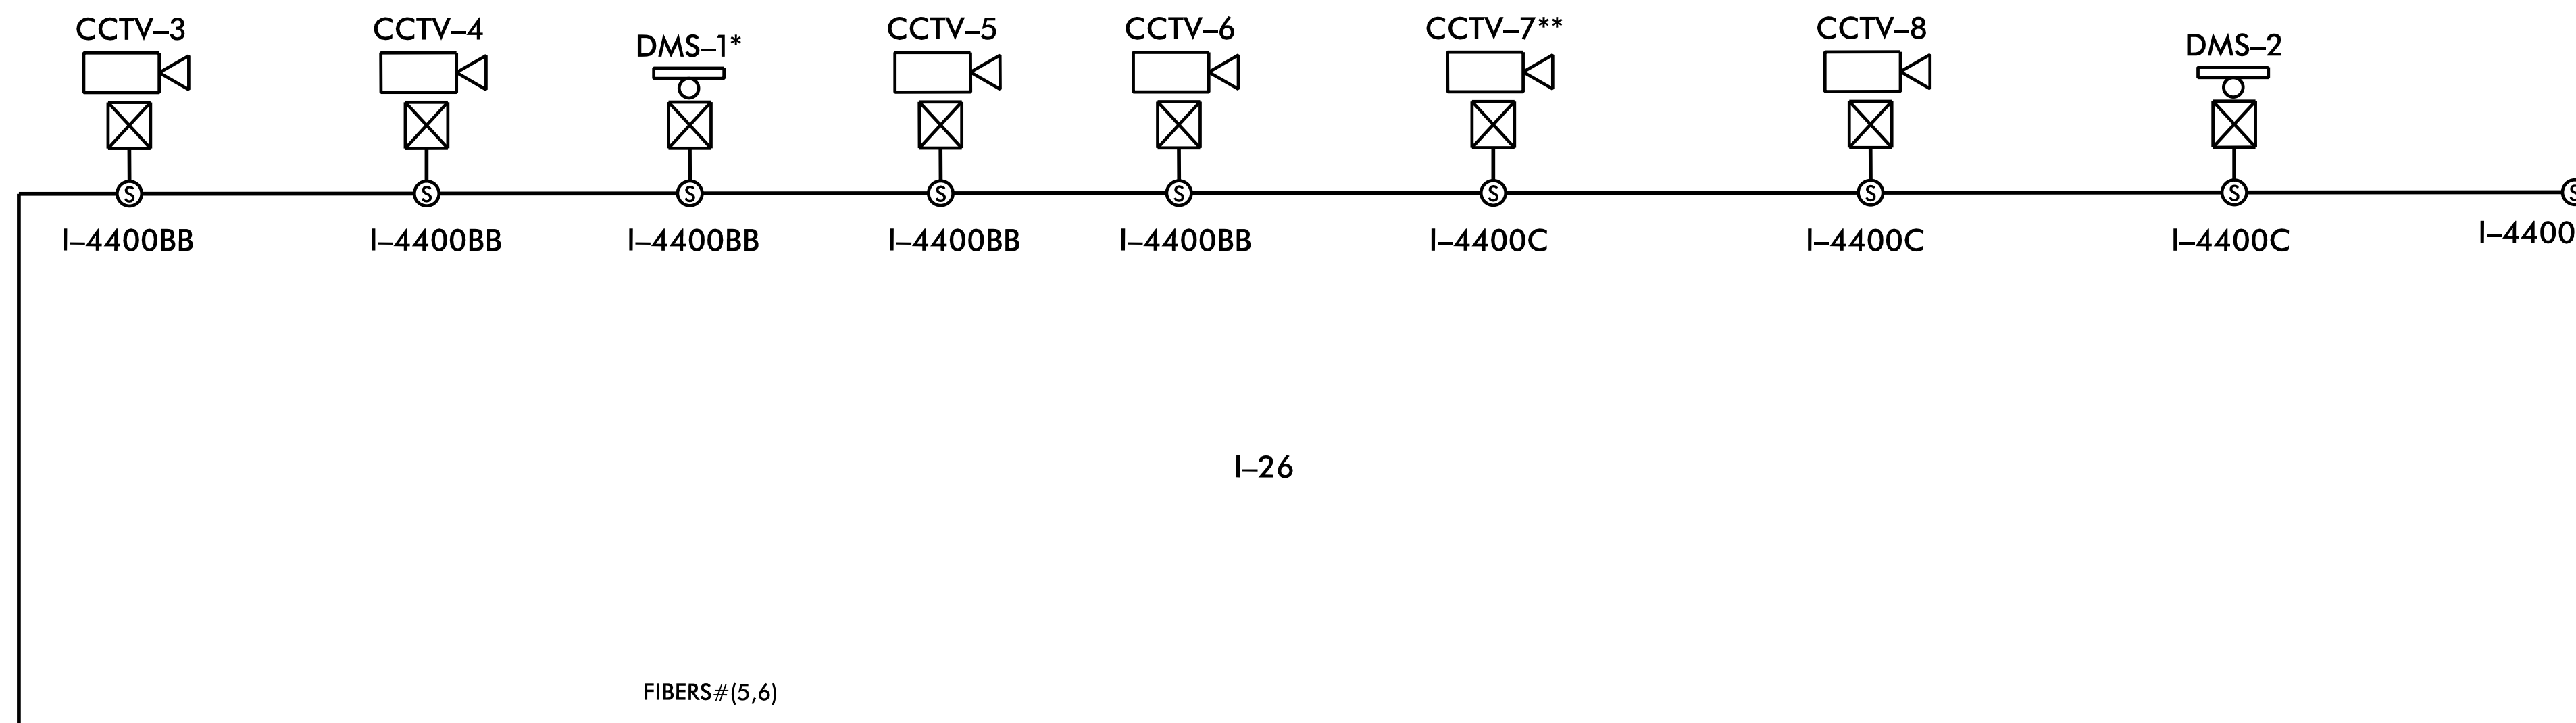 CCTV–3
CCTV–4
DMS–1*
CCTV–5
CCTV–6
CCTV–7**
CCTV–8
DMS–2
S
S
S
S
S
S
S
S
S
I–4400BB
I–4400BB
I–4400BB
I–4400BB
I–4400BB
I–4400C
I–4400C
I–4400C
I–4400
I–26
FIBERS#(5,6)